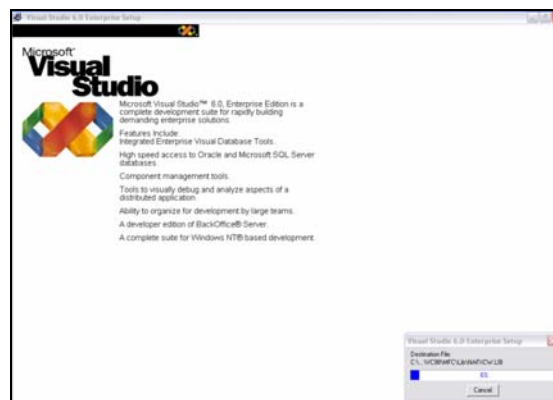 Visual Studio 6.0 Enterprise Setup
Microsoft
Visual
Studio
Microsoft Visual Studio™ 6.0, Enterprise Edition is a
complete development suite for rapidly building
demanding enterprise solutions.
Features Include:
Integrated Enterprise Visual Database Tools.
High speed access to Oracle and Microsoft SQL Server
databases
Component management tools.
Tools to visually debug and analyze aspects of a
distributed application.
Ability to organize for development by large teams.
A developer edition of BackOffice® Server.
A complete suite for Windows NT® based development.
Visual Studio 6.0 Enterprise Setup
Destination File:
Cancel